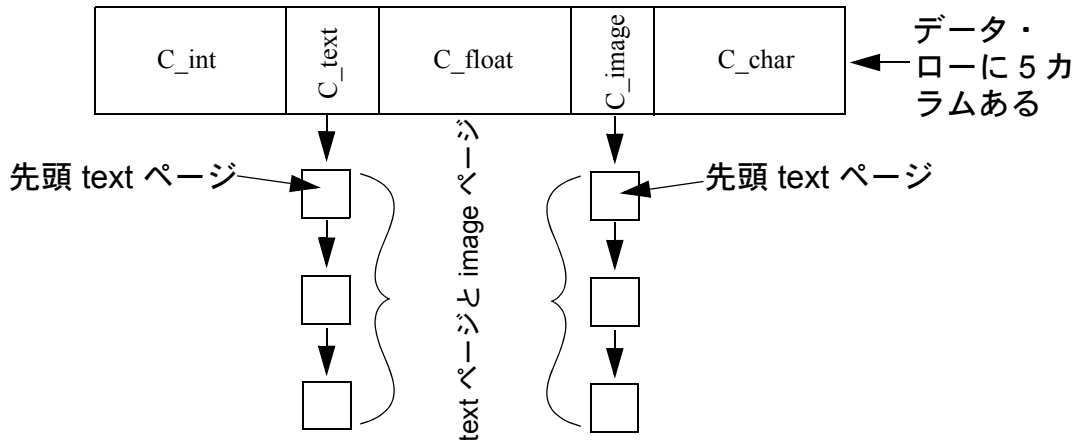 C_int
C_text
C_float
C_image
C_char
データ・
ローに 5 カ
ラムある
先頭 text ページ
text ページと image ページ
先頭 text ページ